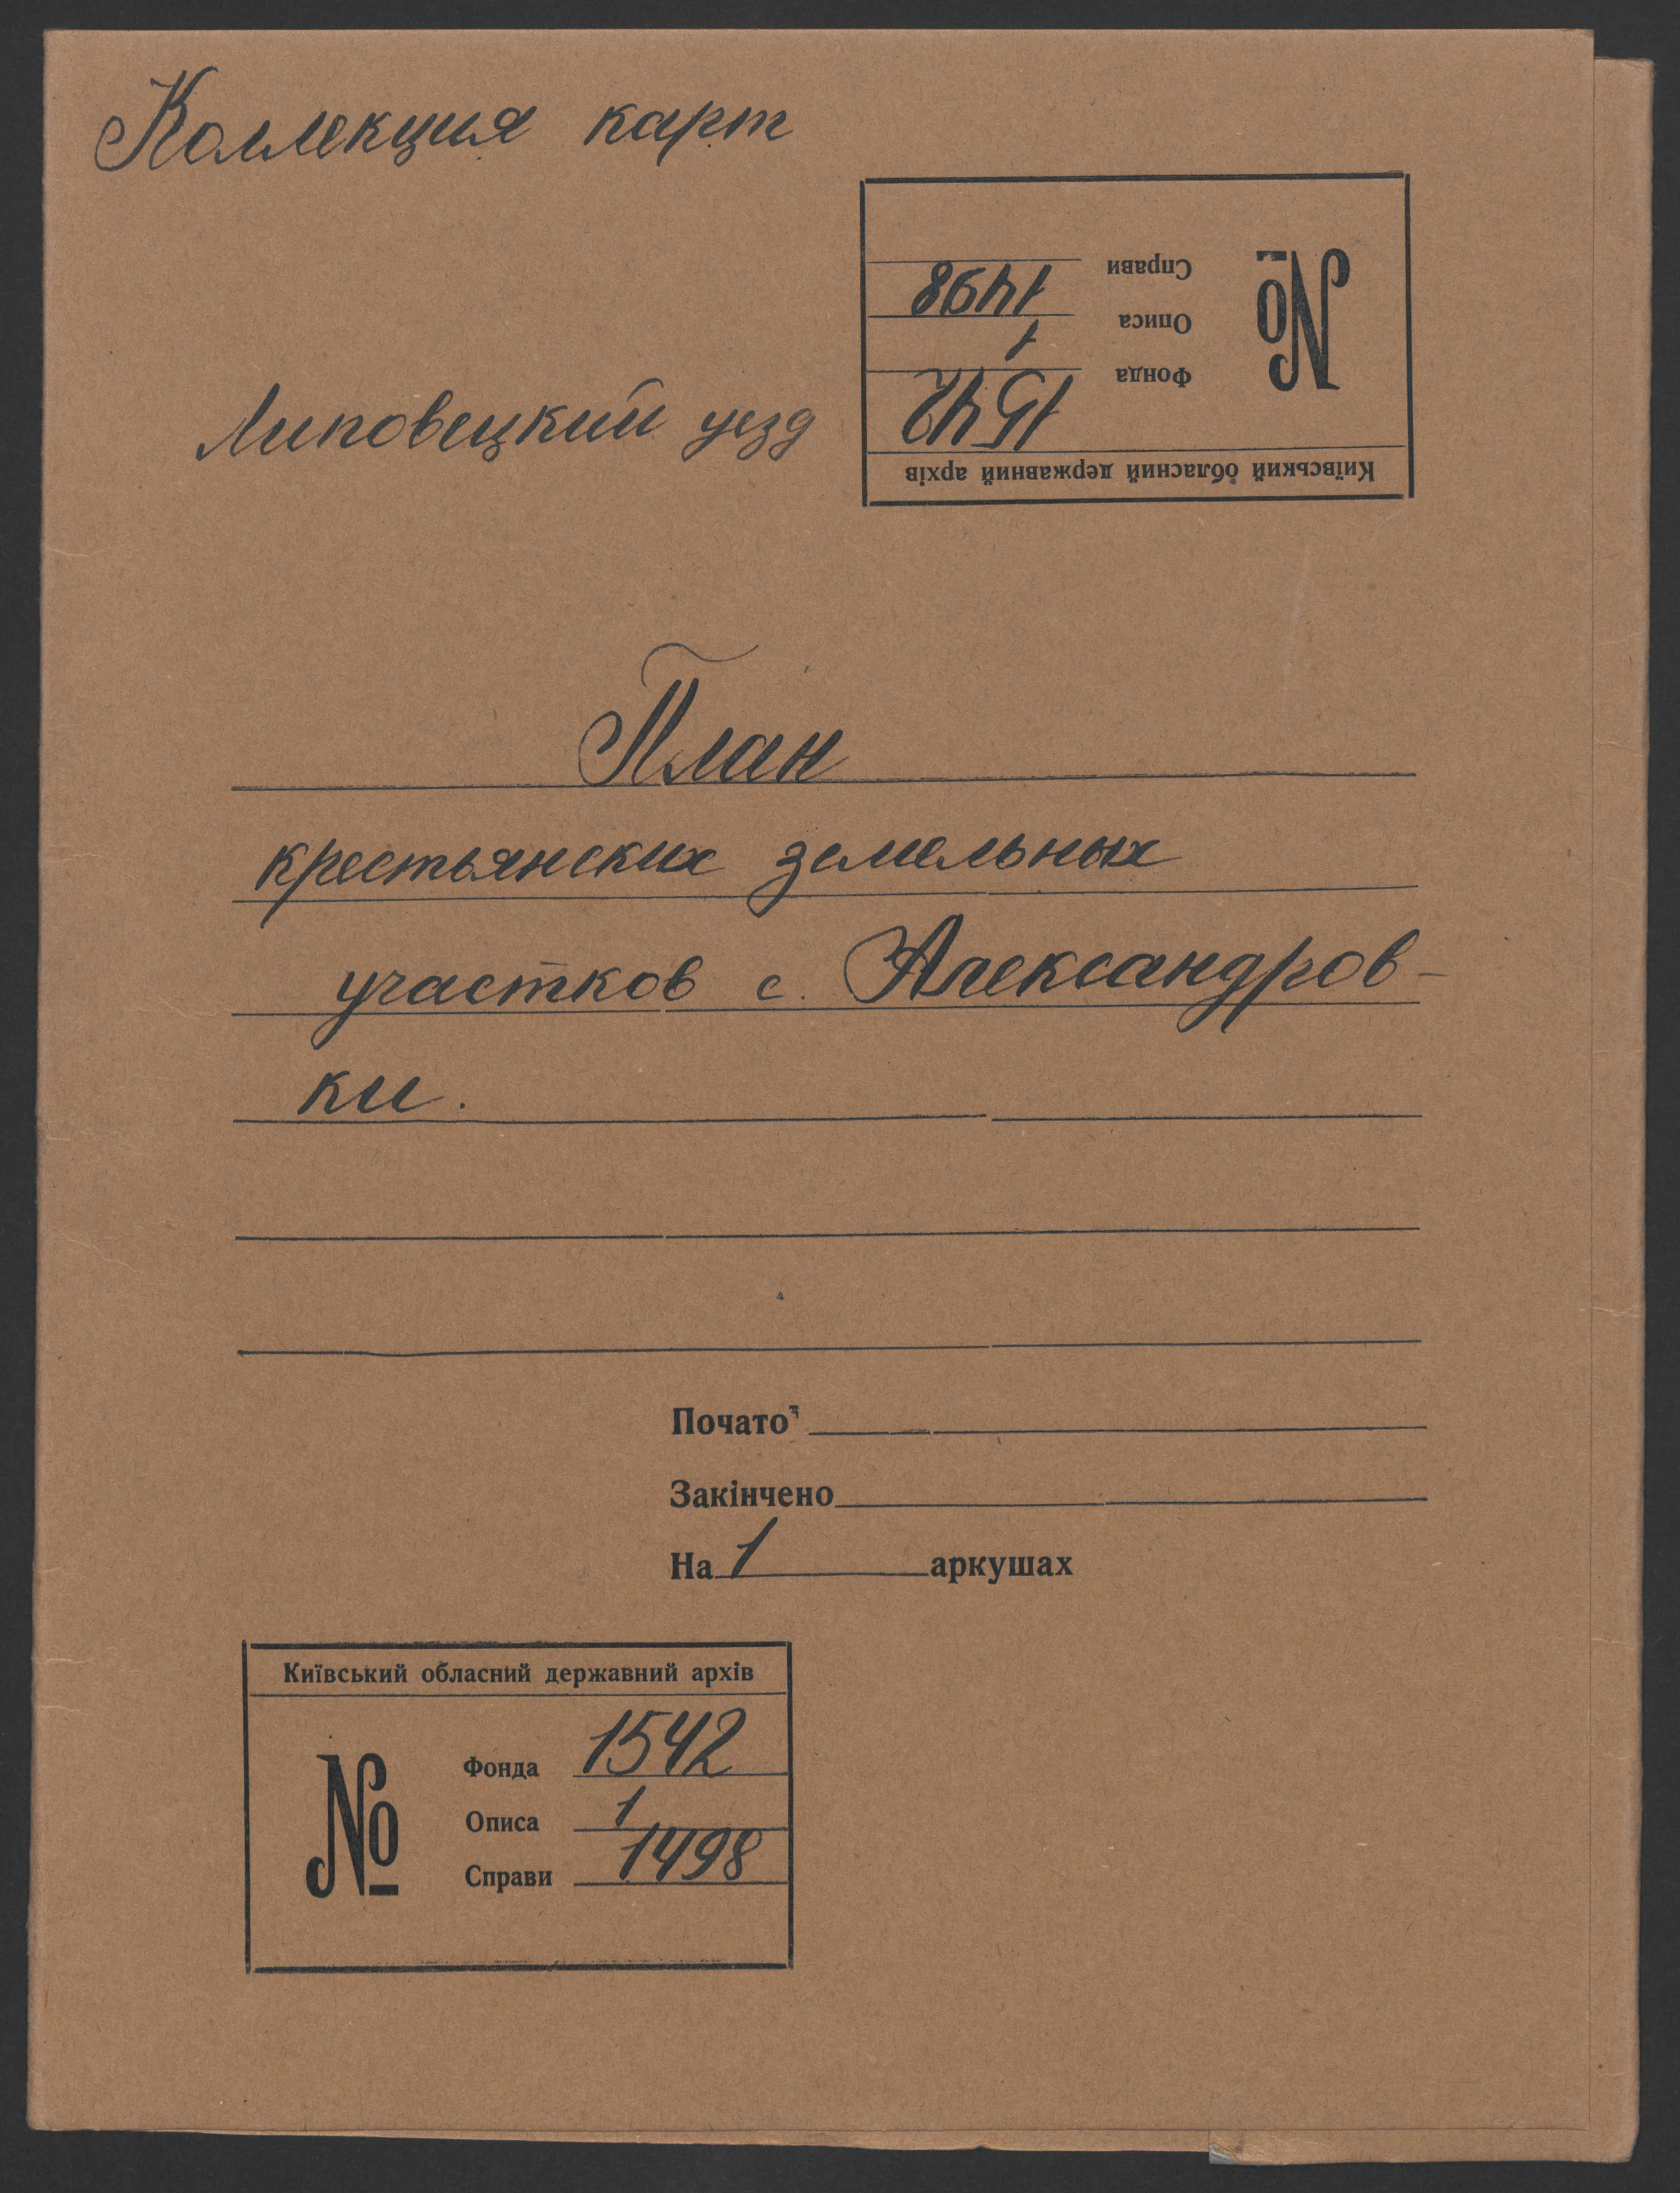 Коллекция карт
Київський обласний державний архів
№
Фонда 1542
Описа 1
Справи 1498
Липовецкий уезд
План
крестьянских земельных
участков с. Александров-
ки.
Почато
Закінчено
На 1 аркушах
Київський обласний державний архів
№
Фонда 1542
Описа 1
Справи 1498